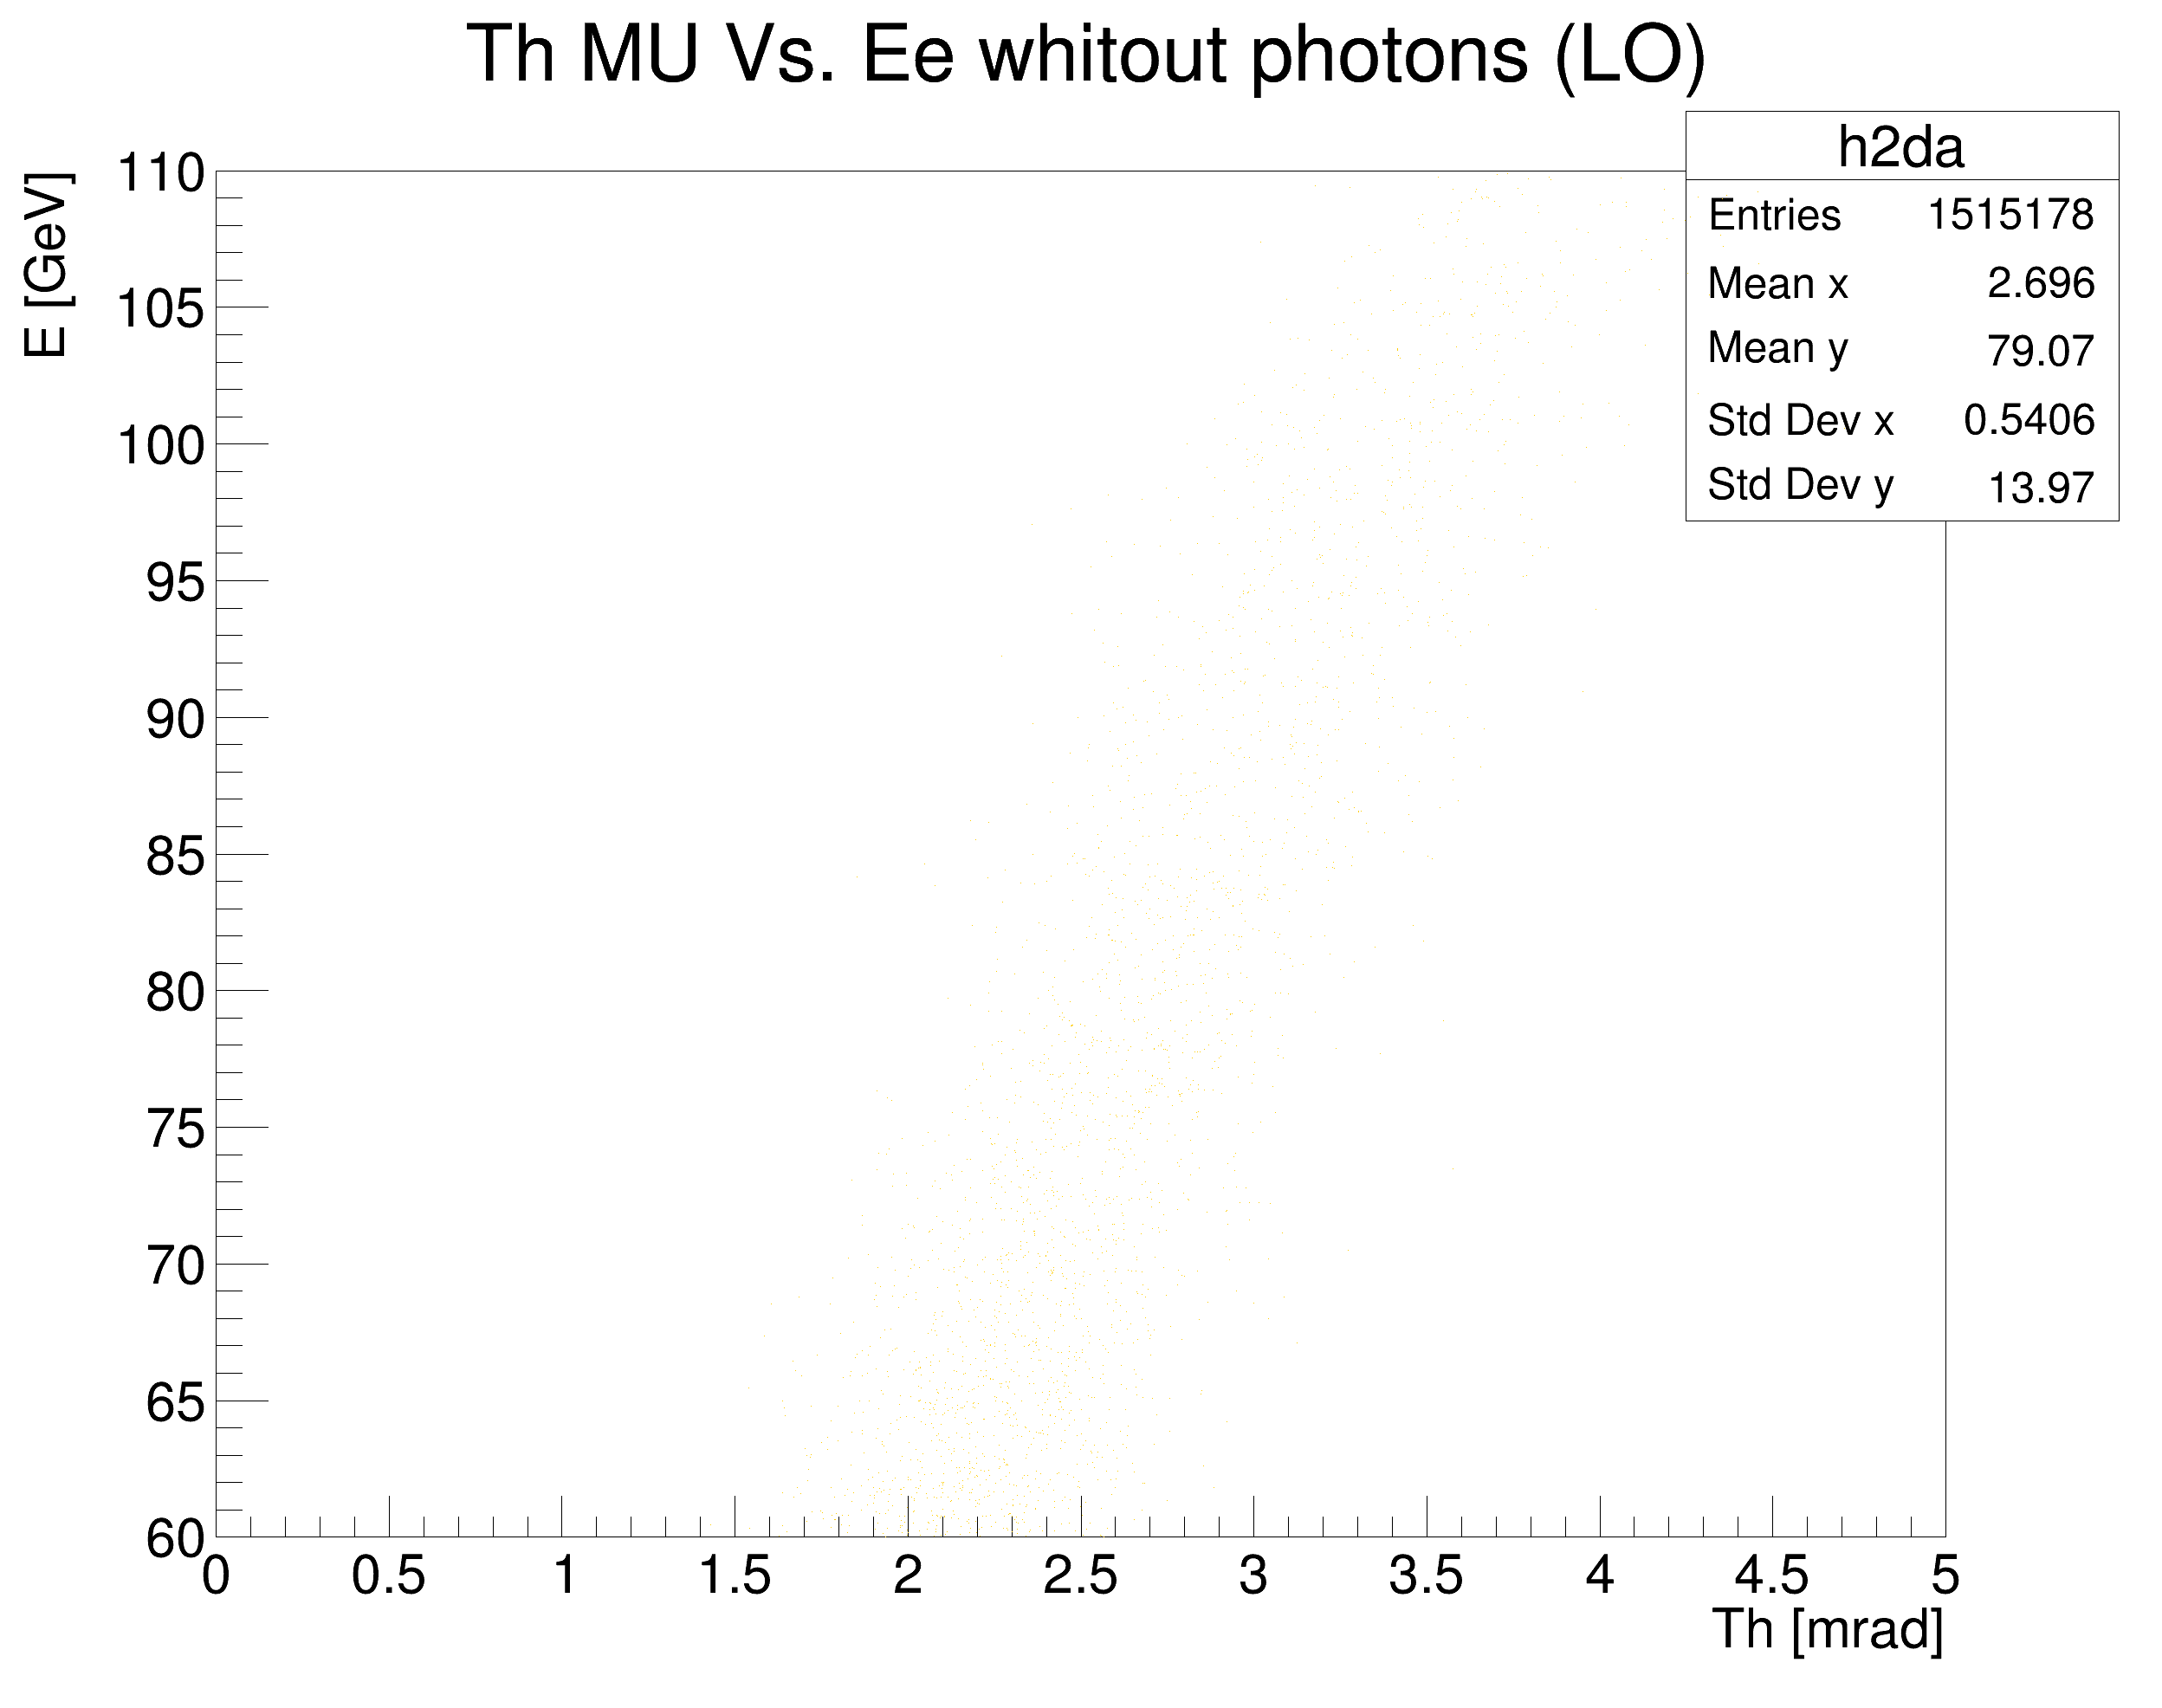 Th MU Vs. Ee whitout photons (LO)
h2da
Entries 1515178
Mean x 2.696
Mean y 79.07
Std Dev x 0.5406
Std Dev y 13.97
E [GeV]
110
105
100
95
90
85
80
75
70
65
60
0 0.5 1 1.5 2 2.5 3 3.5 4 4.5 5
Th [mrad]